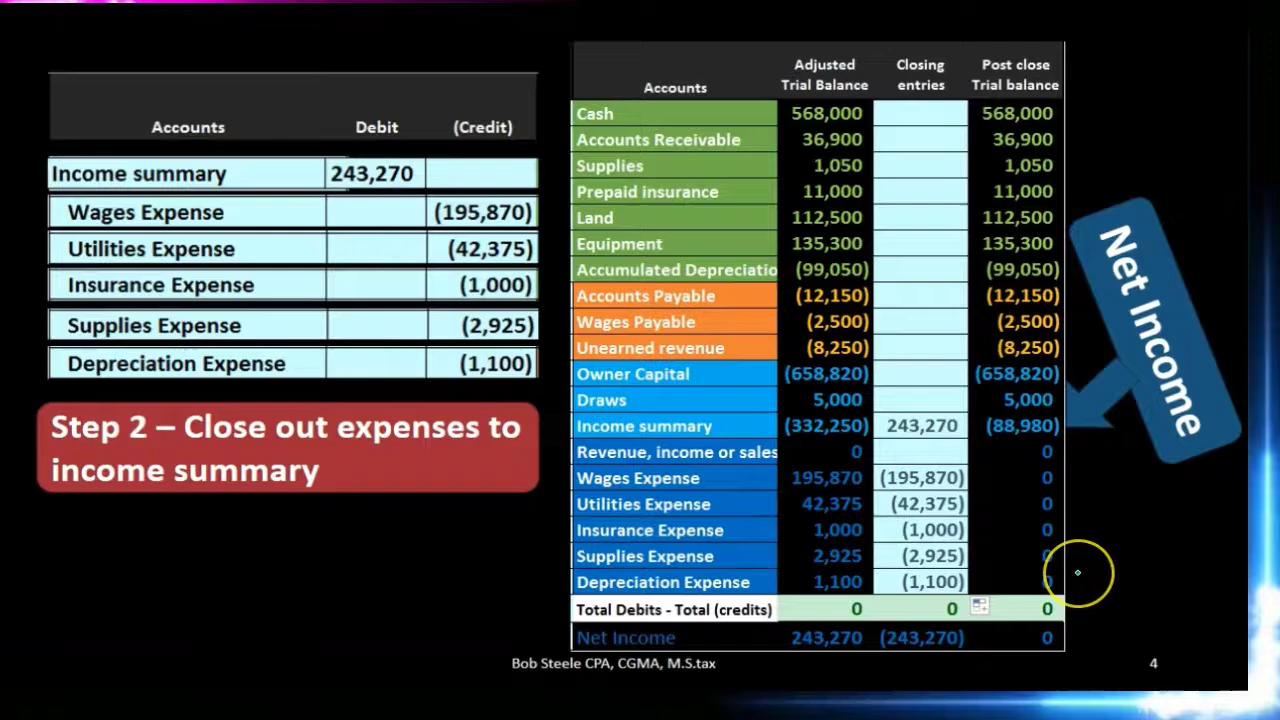 Accounts Debit (Credit)
Income summary 243,270
Wages Expense (195,870)
Utilities Expense (42,375)
Insurance Expense (1,000)
Supplies Expense (2,925)
Depreciation Expense (1,100)
Step 2 – Close out expenses to
income summary
Adjusted Closing Post close
Accounts Trial Balance entries Trial balance
Cash 568,000 568,000
Accounts Receivable 36,900 36,900
Supplies 1,050 1,050
Prepaid insurance 11,000 11,000
Land 112,500 112,500
Equipment 135,300 135,300
Accumulated Depreciatio (99,050) (99,050)
Accounts Payable (12,150) (12,150)
Wages Payable (2,500) (2,500)
Unearned revenue (8,250) (8,250)
Owner Capital (658,820) (658,820)
Draws 5,000 5,000
Income summary (332,250) 243,270 (88,980)
Revenue, income or sales 0 0
Wages Expense 195,870 (195,870) 0
Utilities Expense 42,375 (42,375) 0
Insurance Expense 1,000 (1,000) 0
Supplies Expense 2,925 (2,925) 0
Depreciation Expense 1,100 (1,100) 0
Total Debits - Total (credits) 0 0 0
Net Income 243,270 (243,270) 0
Net Income
Bob Steele CPA, CGMA, M.S.tax
4